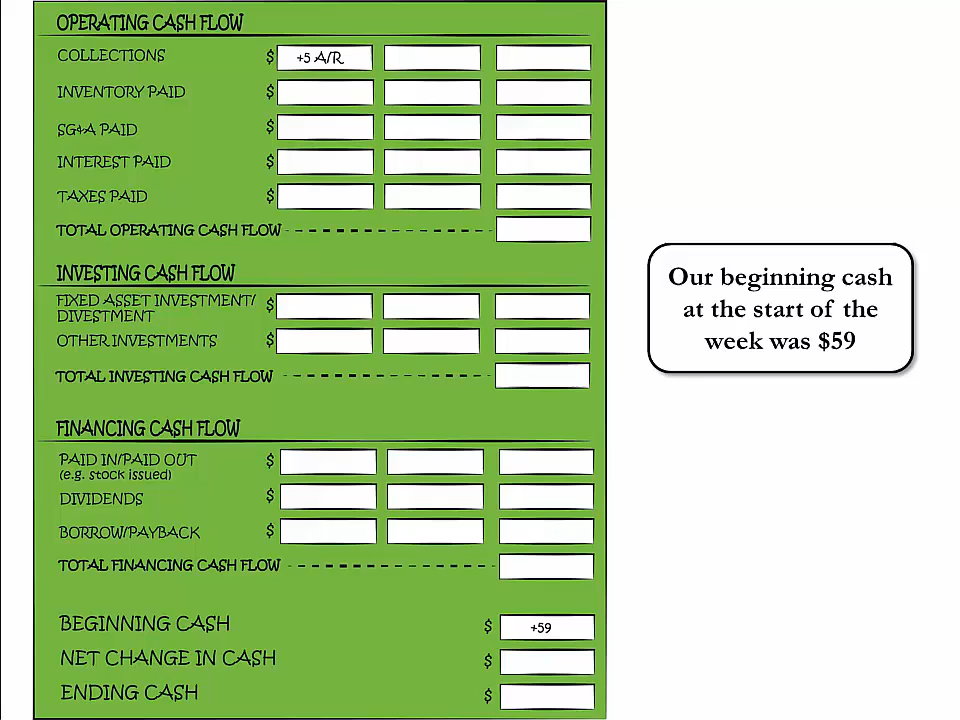 OPERATING CASH FLOW
COLLECTIONS $ +5 A/R
INVENTORY PAID $
SG&A PAID $
INTEREST PAID $
TAXES PAID $
TOTAL OPERATING CASH FLOW
INVESTING CASH FLOW
FIXED ASSET INVESTMENT/
DIVESTMENT $
OTHER INVESTMENTS $
TOTAL INVESTING CASH FLOW
FINANCING CASH FLOW
PAID IN/PAID OUT $
(e.g. stock issued)
DIVIDENDS $
BORROW/PAYBACK $
TOTAL FINANCING CASH FLOW
BEGINNING CASH $ +59
NET CHANGE IN CASH $
ENDING CASH $
Our beginning cash
at the start of the
week was $59